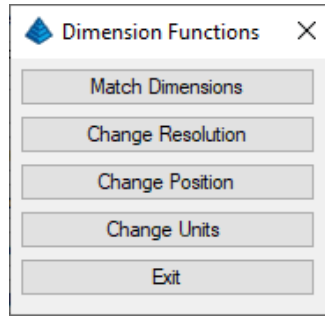 Dimension Functions
Match Dimensions
Change Resolution
Change Position
Change Units
Exit